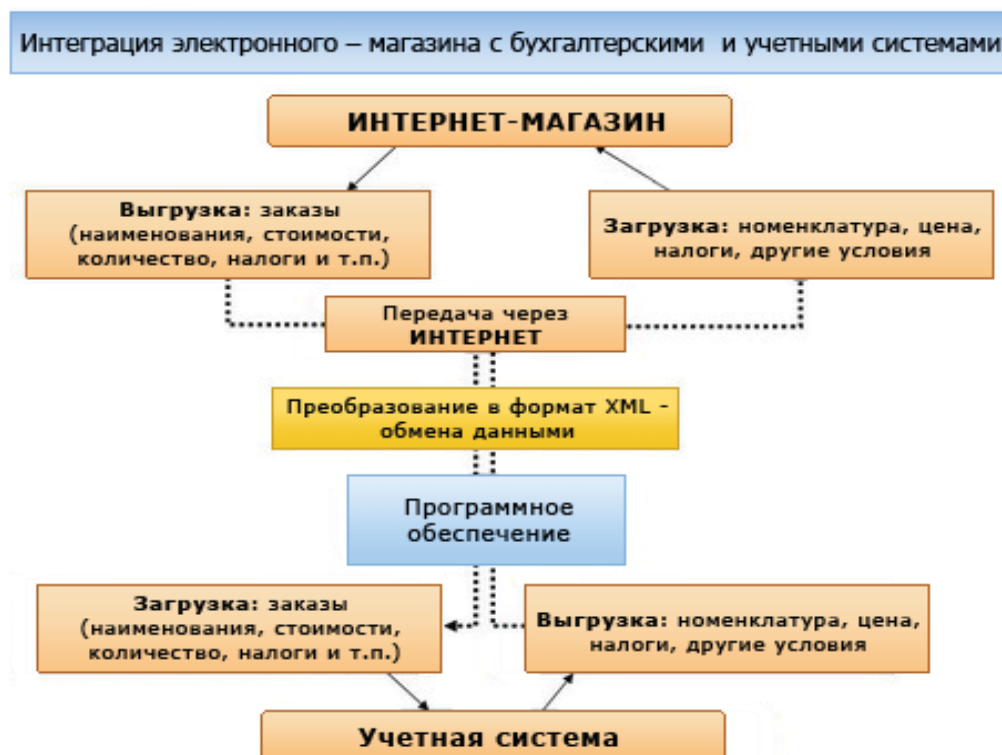 Интеграция электронного – магазина с бухгалтерскими и учетными системами
ИНТЕРНЕТ-МАГАЗИН
Выгрузка: заказы
(наименования, стоимости,
количество, налоги и т.п.)
Загрузка: номенклатура, цена,
налоги, другие условия
Передача через
ИНТЕРНЕТ
Преобразование в формат XML -
обмена данными
Программное
обеспечение
Загрузка: заказы
(наименования, стоимости,
количество, налоги и т.п.)
Выгрузка: номенклатура, цена,
налоги, другие условия
Учетная система